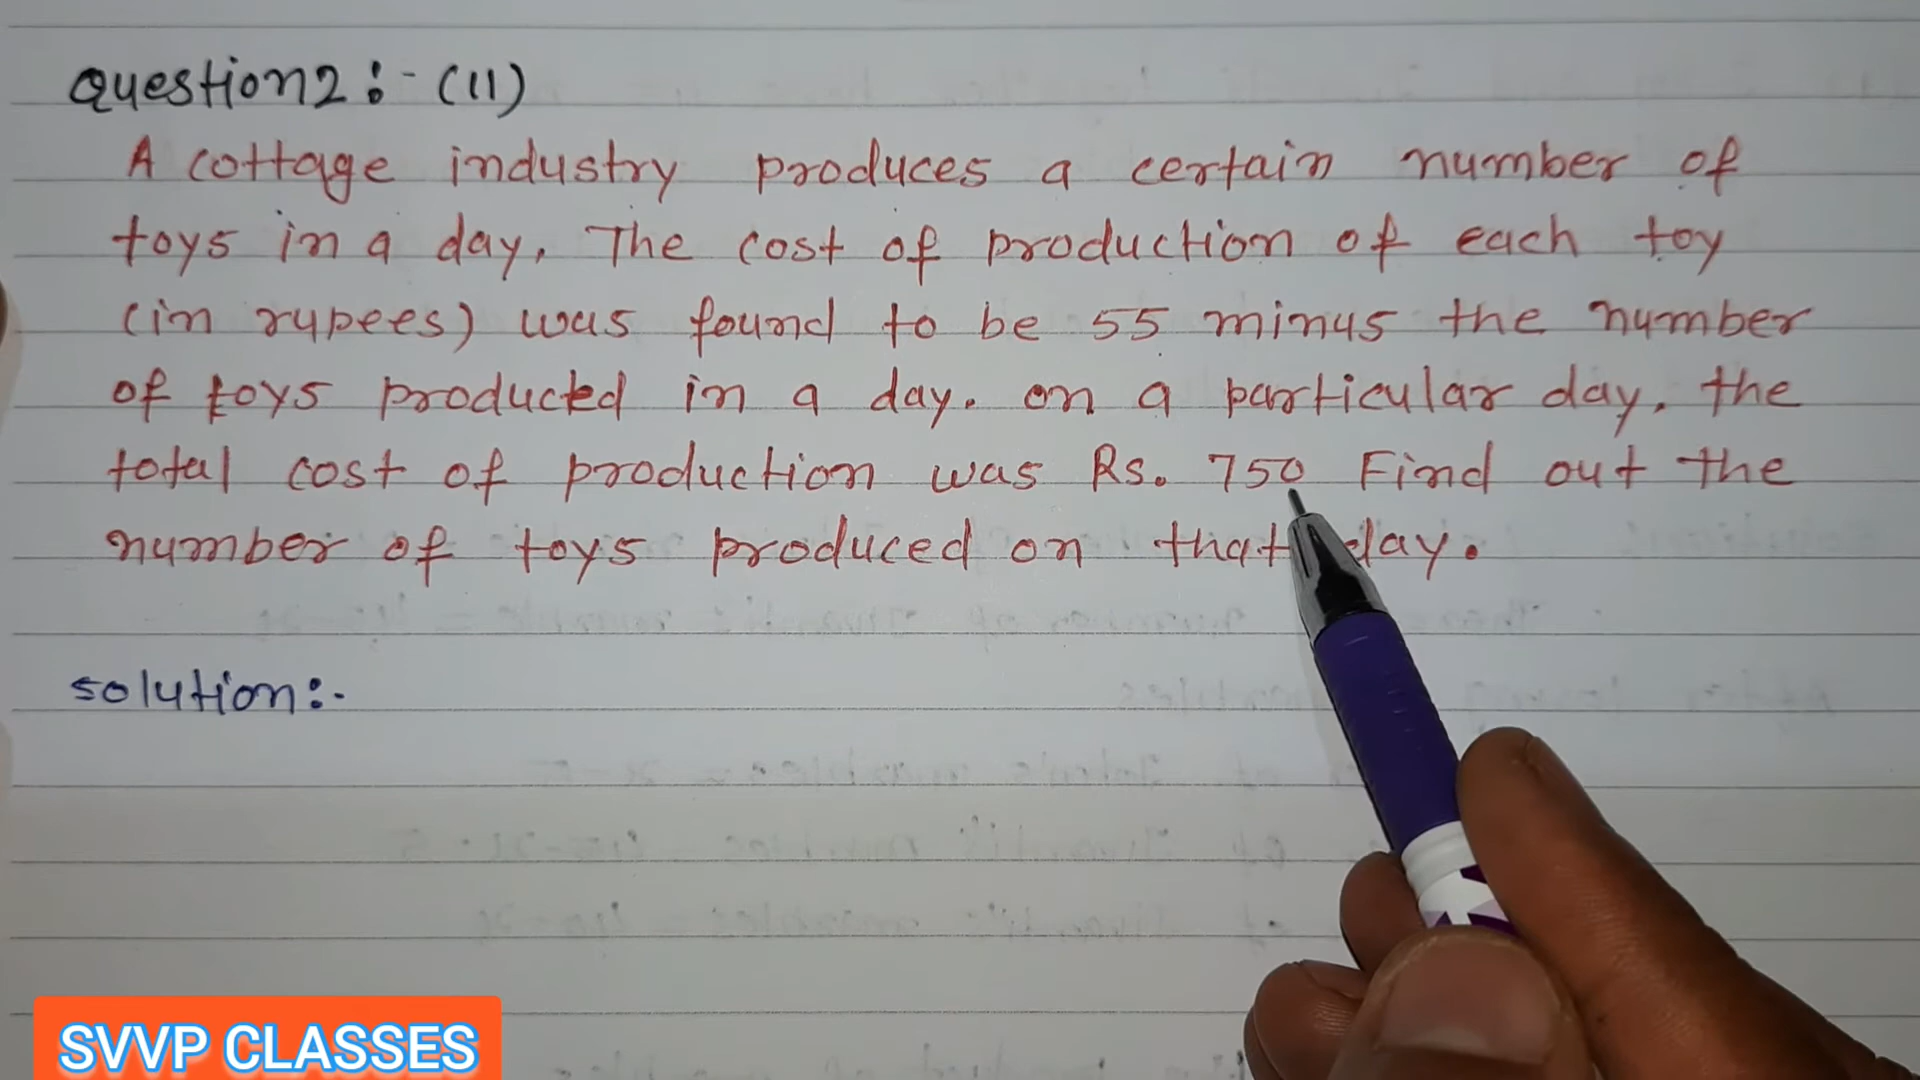 Question2:- (11)
A cottage industry produces a certain number of
toys in a day. The cost of production of each toy
(in rupees) was found to be 55 minus the number
of toys producted in a day. on a particular day. the
total cost of production was Rs. 750 Find out the
number of toys produced on that day.
solution:-
SVVP CLASSES